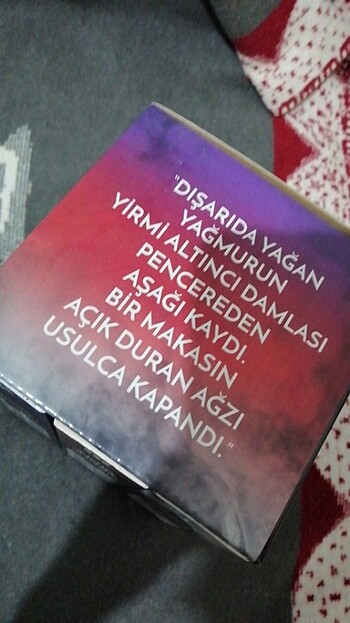 "DIŞARIDA YAĞAN
YAĞMURUN
YİRMİ ALTINCI DAMLASI
PENCEREDEN
AŞAĞI KAYDI.
BİR MAKASIN
AÇIK DURAN AĞZI
USULCA KAPANDI."